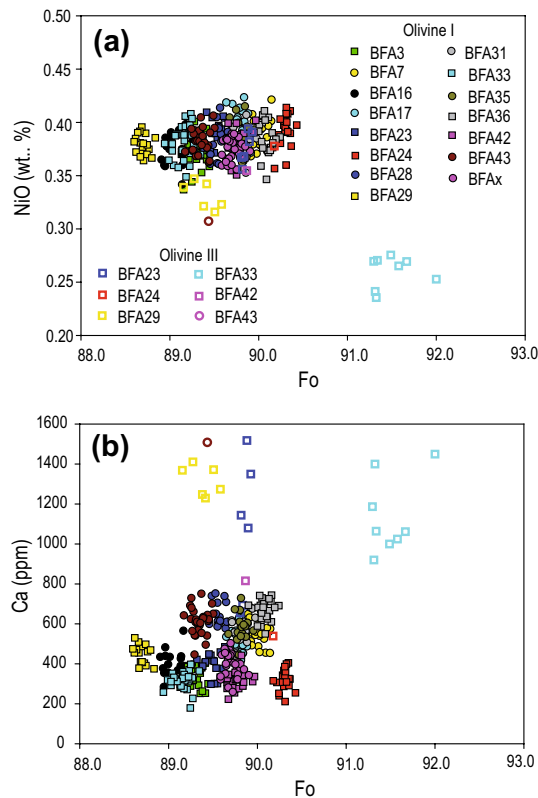 (a)
Olivine I
BFA3
BFA7
BFA16
BFA17
BFA23
BFA24
BFA28
BFA29
BFA31
BFA33
BFA35
BFA36
BFA42
BFA43
BFAx
Olivine III
BFA23
BFA24
BFA29
BFA33
BFA42
BFA43
NiO (wt.. %)
0.50
0.45
0.40
0.35
0.30
0.25
0.20
88.0 89.0 90.0 91.0 92.0 93.0
Fo
(b)
Ca (ppm)
1600
1400
1200
1000
800
600
400
200
0
88.0 89.0 90.0 91.0 92.0 93.0
Fo